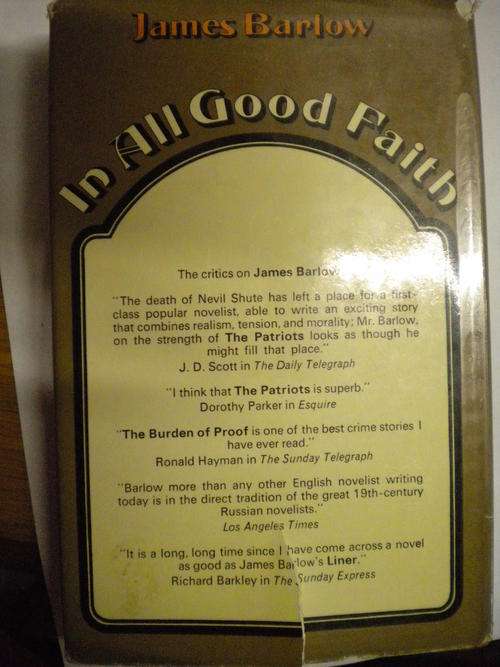 James Barlow
In All Good Faith
The critics on James Barlow
"The death of Nevil Shute has left a place for a first-
class popular novelist, able to write an exciting story
that combines realism, tension, and morality; Mr. Barlow,
on the strength of The Patriots looks as though he
might fill that place."
J. D. Scott in The Daily Telegraph
"I think that The Patriots is superb."
Dorothy Parker in Esquire
"The Burden of Proof is one of the best crime stories I
have ever read."
Ronald Hayman in The Sunday Telegraph
"Barlow more than any other English novelist writing
today is in the direct tradition of the great 19th-century
Russian novelists."
Los Angeles Times
"It is a long, long time since I have come across a novel
as good as James Barlow's Liner."
Richard Barkley in The Sunday Express